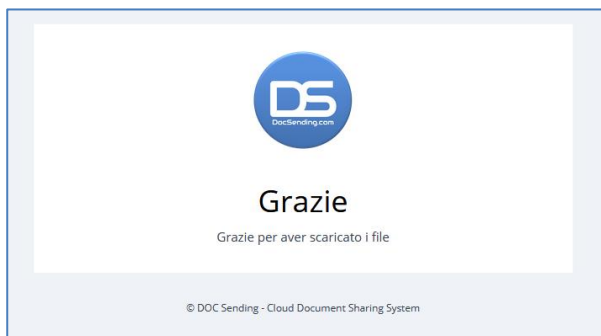 DS
DocSending.com
Grazie
Grazie per aver scaricato i file
© DOC Sending - Cloud Document Sharing System